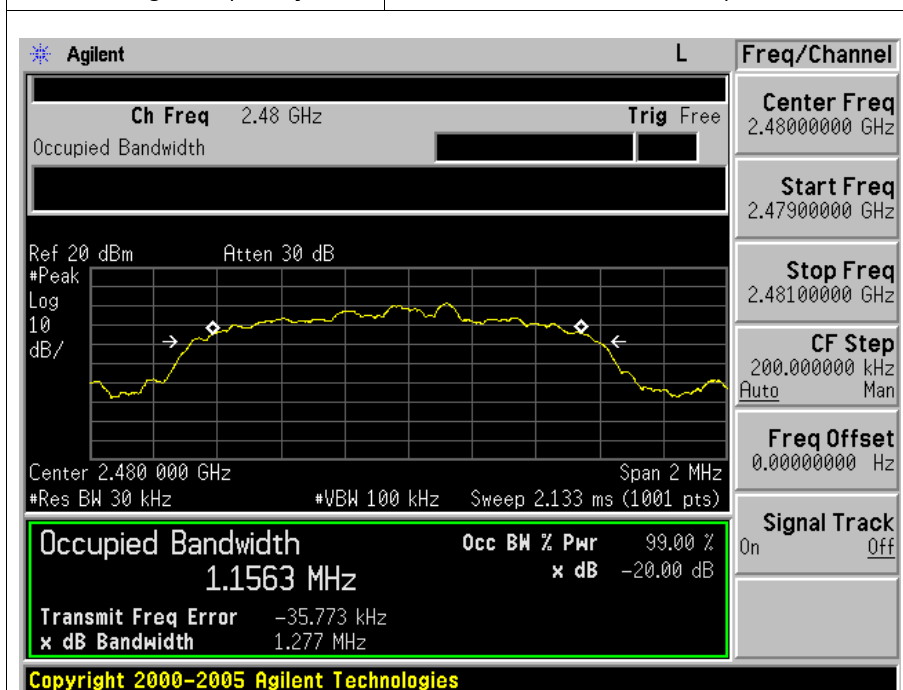 Agilent L Freq/Channel
Ch Freq 2.48 GHz Trig Free
Occupied Bandwidth
Center Freq
2.48000000 GHz
Start Freq
2.47900000 GHz
Stop Freq
2.48100000 GHz
CF Step
200.000000 kHz
Auto Man
Freq Offset
0.00000000 Hz
Signal Track
On Off
Ref 20 dBm Atten 30 dB
#Peak
Log
10
dB/
Center 2.480 000 GHz Span 2 MHz
#Res BW 30 kHz #VBW 100 kHz Sweep 2.133 ms (1001 pts)
Occupied Bandwidth Occ BW % Pwr 99.00 %
1.1563 MHz x dB -20.00 dB
Transmit Freq Error -35.773 kHz
x dB Bandwidth 1.277 MHz
Copyright 2000-2005 Agilent Technologies